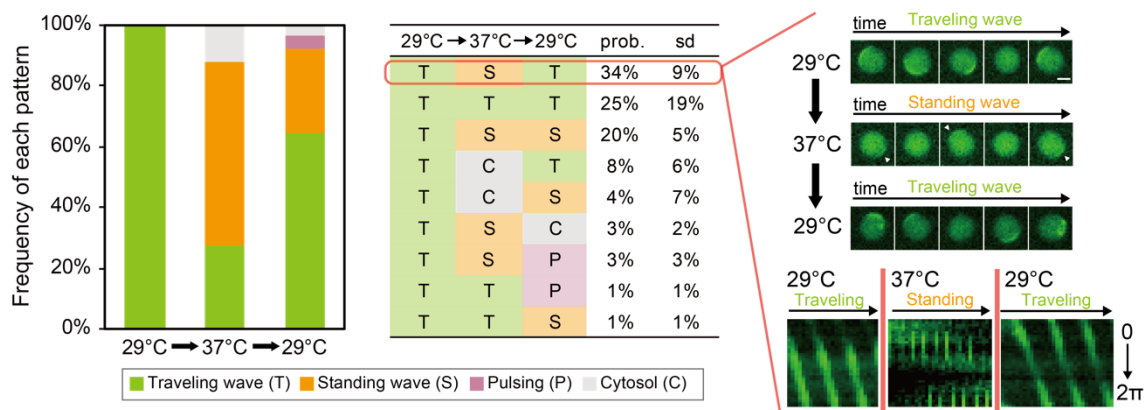 Frequency of each pattern
100%
80%
60%
40%
20%
0%
29°C → 37°C → 29°C
29°C → 37°C → 29°C prob. sd
T S T 34% 9%
T T T 25% 19%
T S S 20% 5%
T C T 8% 6%
T C S 4% 7%
T S C 3% 2%
T S P 3% 3%
T T P 1% 1%
T T S 1% 1%
Traveling wave (T) Standing wave (S) Pulsing (P) Cytosol (C)
time Traveling wave
29°C
time Standing wave
37°C
time Traveling wave
29°C
29°C 37°C 29°C
Traveling Standing Traveling
0
2π